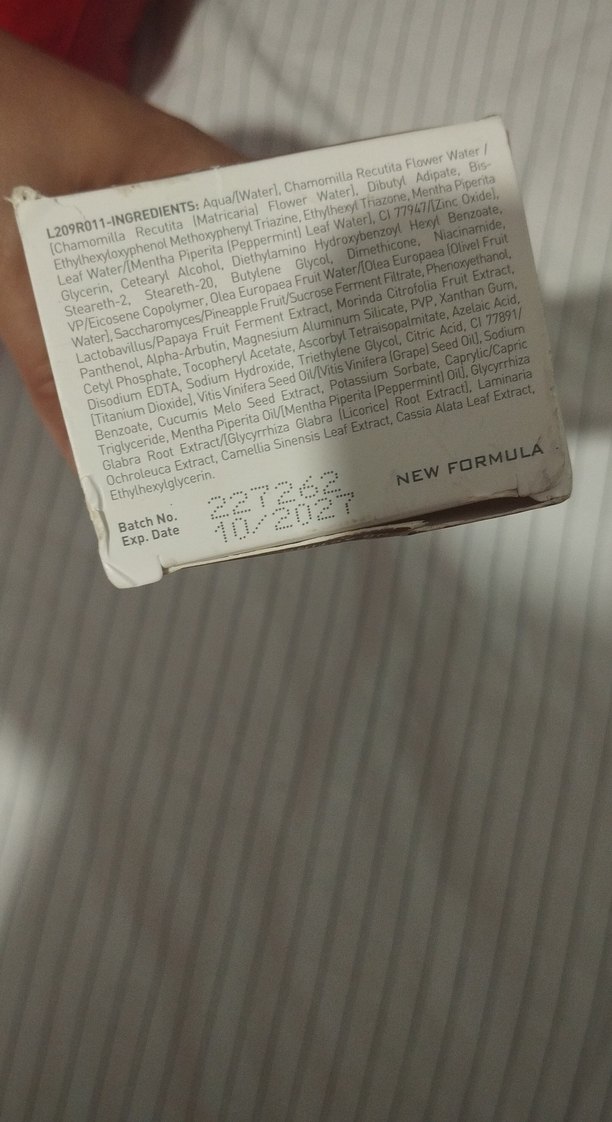 L209R011-INGREDIENTS: Aqua/[Water], Chamomilla Recutita Flower Water /
[Chamomilla Recutita (Matricaria) Flower Water], Dibutyl Adipate, Bis-
Ethylhexyloxyphenol Methoxyphenyl Triazine, Ethylhexyl Triazone, Mentha Piperita
Leaf Water/[Mentha Piperita (Peppermint) Leaf Water], CI 77947/[Zinc Oxide],
Glycerin, Cetearyl Alcohol, Diethylamino Hydroxybenzoyl Hexyl Benzoate,
Steareth-2, Steareth-20, Butylene Glycol, Dimethicone, Niacinamide,
VP/Eicosene Copolymer, Olea Europaea Fruit Water/[Olea Europaea (Olive) Fruit
Water], Saccharomyces/Pineapple Fruit/Sucrose Ferment Filtrate, Phenoxyethanol,
Lactobavillus/Papaya Fruit Ferment Extract, Morinda Citrofolia Fruit Extract,
Panthenol, Alpha-Arbutin, Magnesium Aluminum Silicate, PVP, Xanthan Gum,
Cetyl Phosphate, Tocopheryl Acetate, Ascorbyl Tetraisopalmitate, Azelaic Acid,
Disodium EDTA, Sodium Hydroxide, Triethylene Glycol, Citric Acid, CI 77891/
[Titanium Dioxide], Vitis Vinifera Seed Oil/[Vitis Vinifera (Grape) Seed Oil], Sodium
Benzoate, Cucumis Melo Seed Extract, Potassium Sorbate, Caprylic/Capric
Triglyceride, Mentha Piperita Oil/[Mentha Piperita (Peppermint) Oil], Glycyrrhiza
Glabra Root Extract/[Glycyrrhiza Glabra (Licorice) Root Extract], Laminaria
Ochroleuca Extract, Camellia Sinensis Leaf Extract, Cassia Alata Leaf Extract,
Ethylhexylglycerin.
Batch No. 227262
Exp. Date 10/2027
NEW FORMULA